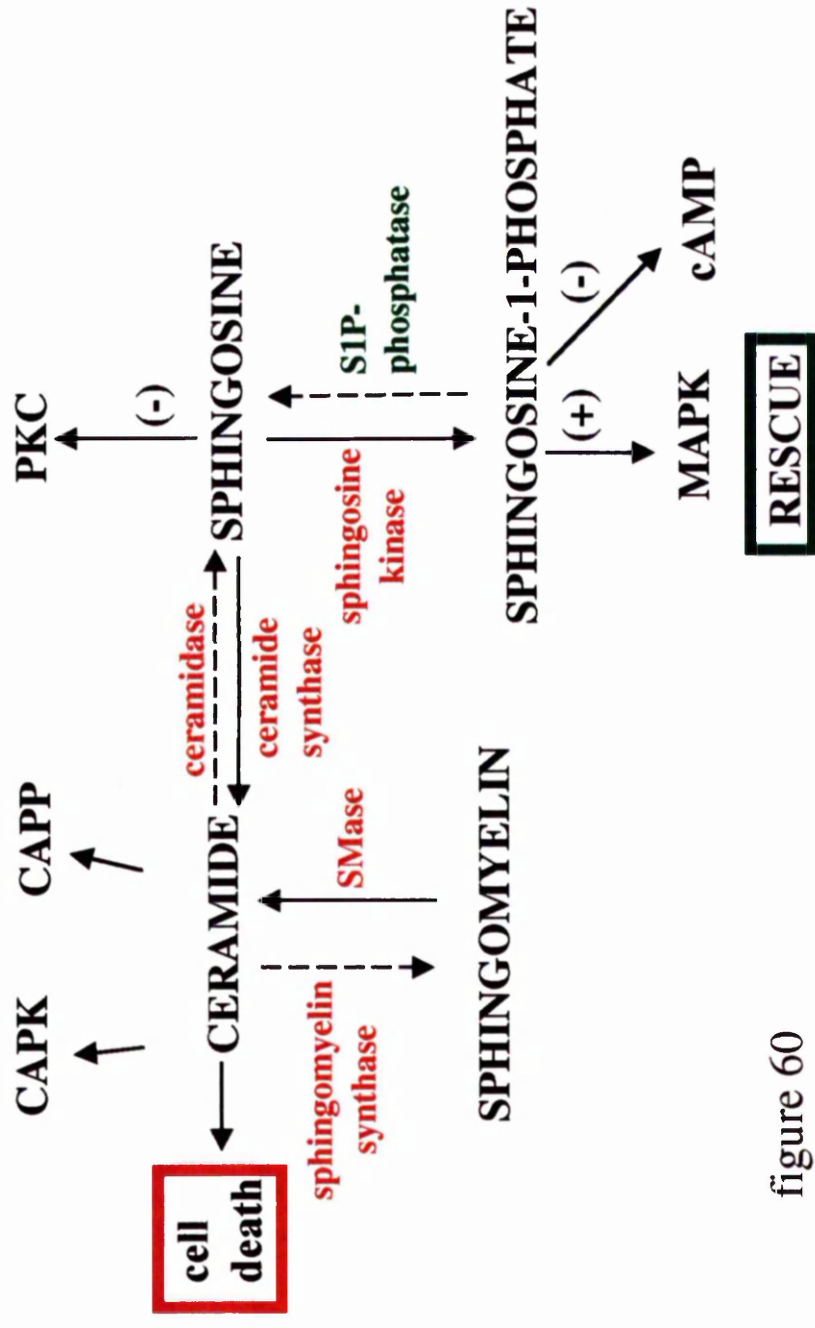 CAPK
CAPP
PKC
(-)
cell
death
CERAMIDE
ceramidase
ceramide
synthase
SPHINGOSINE
sphingomyelin
synthase
SMase
sphingosine
kinase
S1P-
phosphatase
SPHINGOMYELIN
SPHINGOSINE-1-PHOSPHATE
(+)
(-)
MAPK
cAMP
RESCUE
figure 60